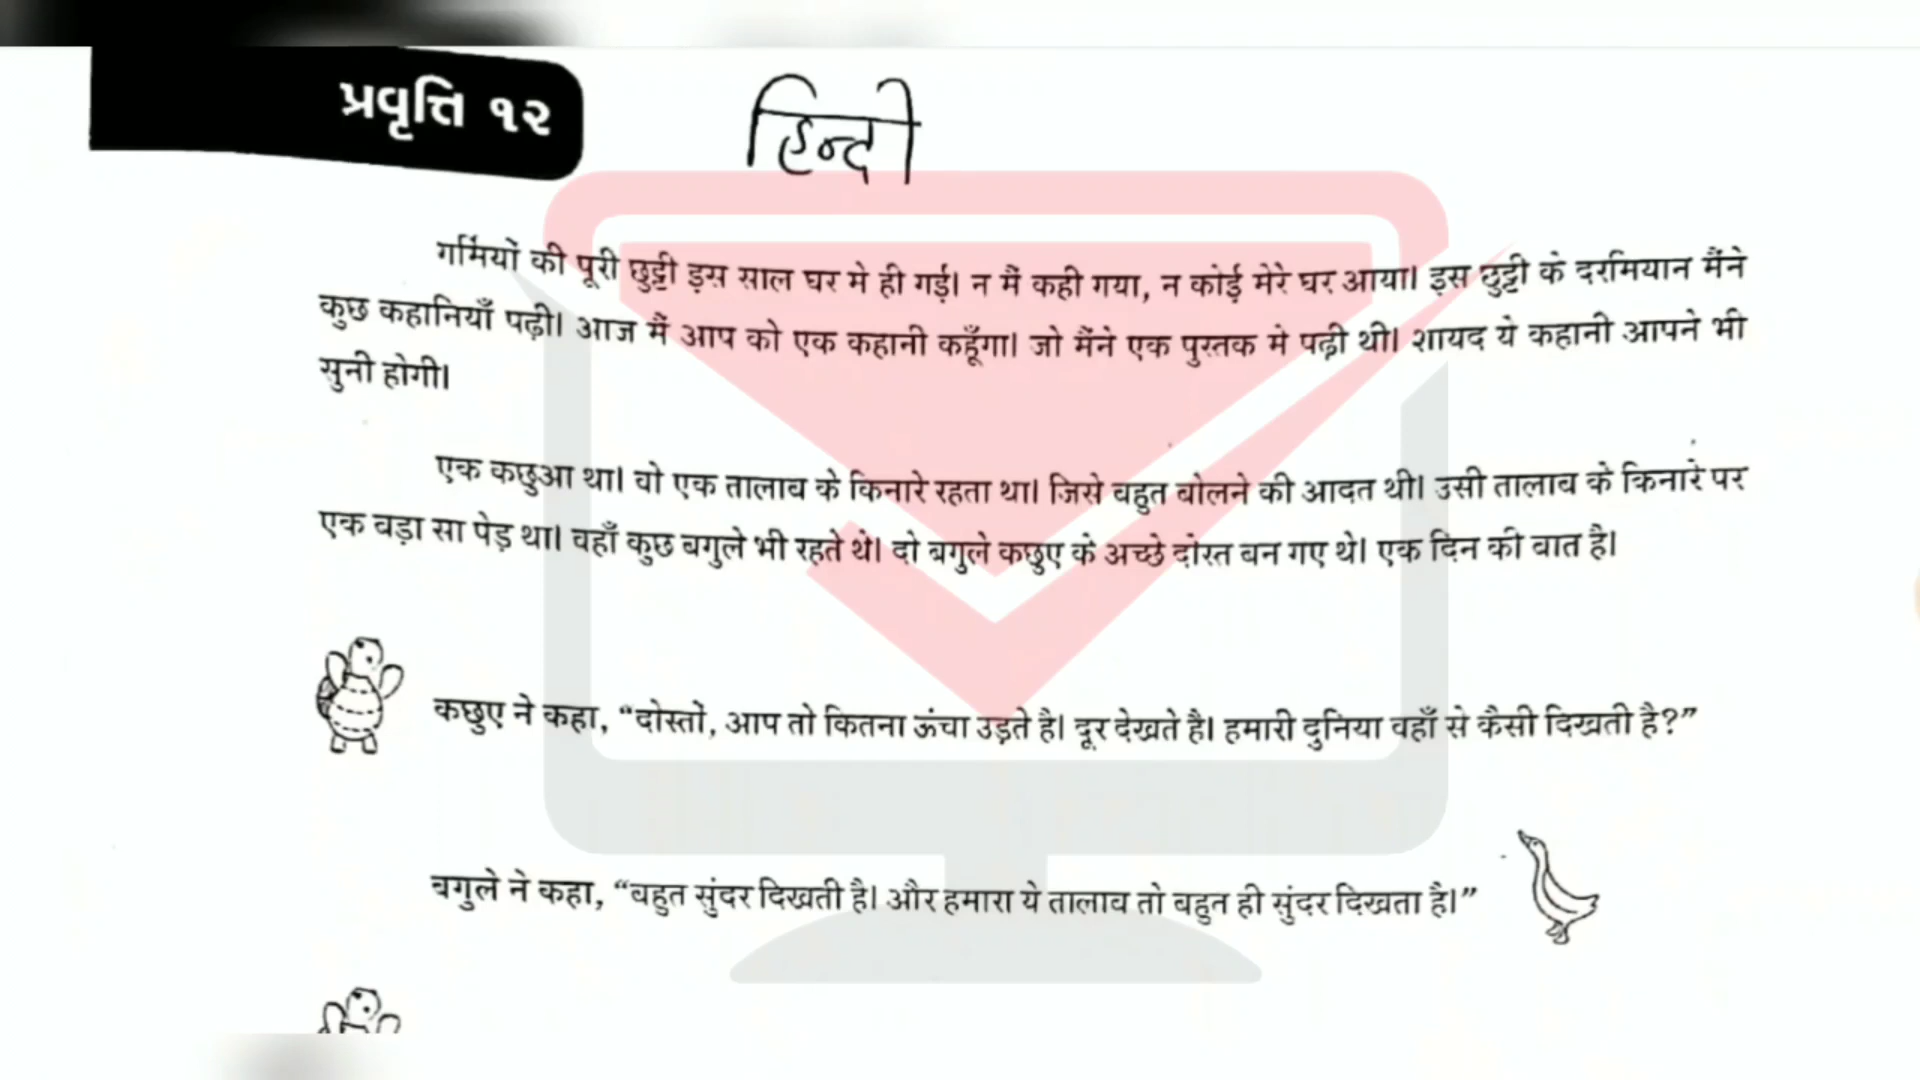 प्रवृत्ति १२
हिन्दी
गर्मियों की पूरी छुट्टी इस साल घर मे ही गई। न मैं कही गया, न कोई मेरे घर आया। इस छुट्टी के दरमियान मैंने
कुछ कहानियाँ पढ़ी। आज मैं आप को एक कहानी कहूँगा। जो मैंने एक पुस्तक मे पढ़ी थी। शायद ये कहानी आपने भी
सुनी होगी।
एक कछुआ था। वो एक तालाब के किनारे रहता था। जिसे बहुत बोलने की आदत थी। उसी तालाब के किनारे पर
एक बड़ा सा पेड़ था। वहाँ कुछ बगुले भी रहते थे। दो बगुले कछुए के अच्छे दोस्त बन गए थे। एक दिन की बात है।
कछुए ने कहा, “दोस्तों, आप तो कितना ऊंचा उड़ते है। दूर देखते है। हमारी दुनिया वहाँ से कैसी दिखती है?”
बगुले ने कहा, “बहुत सुंदर दिखती है। और हमारा ये तालाब तो बहुत ही सुंदर दिखता है।”